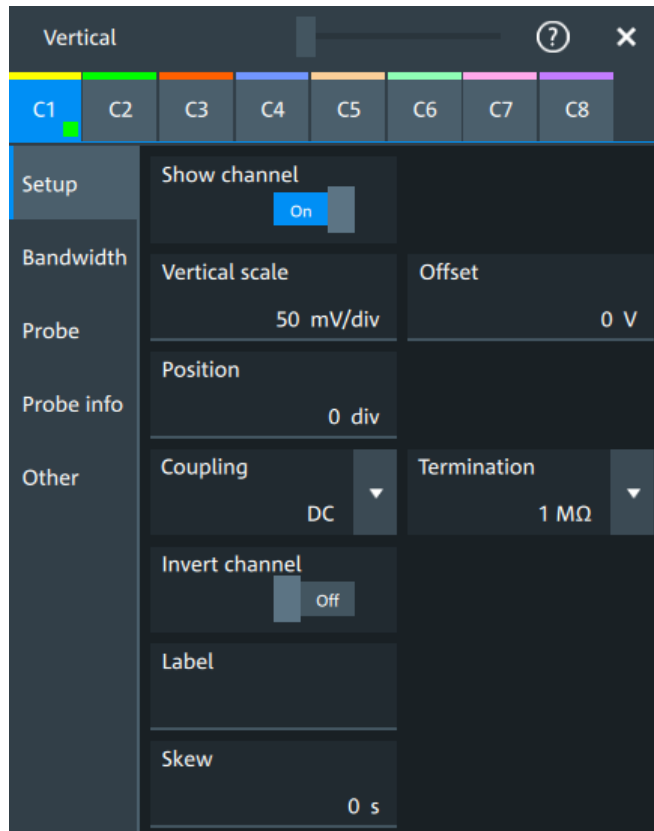 Vertical ?
C1 C2 C3 C4 C5 C6 C7 C8
Setup
Bandwidth
Probe
Probe info
Other
Show channel
On
Vertical scale
50 mV/div
Offset
0 V
Position
0 div
Coupling
DC
Termination
1 MΩ
Invert channel
Off
Label
Skew
0 s